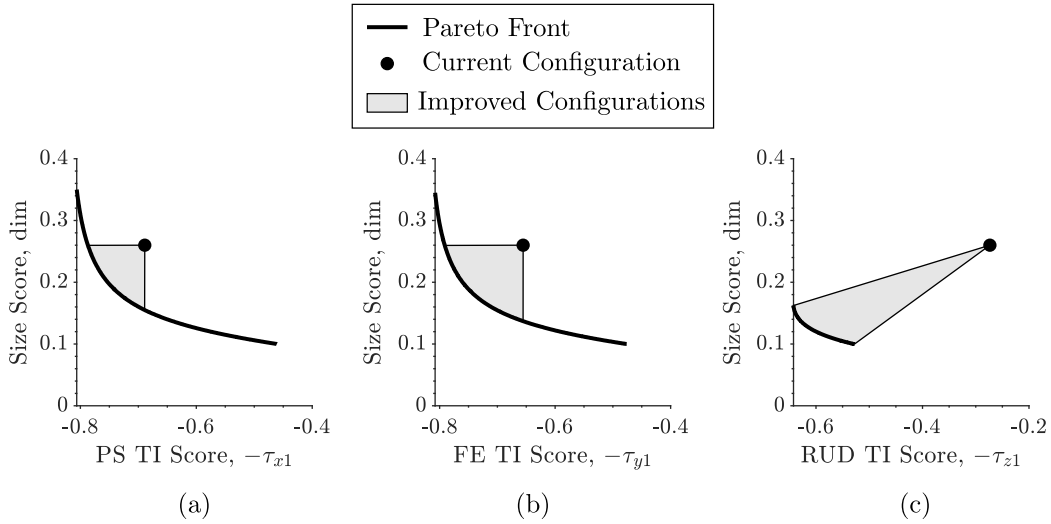 Pareto Front
Current Configuration
Improved Configurations
Size Score, dim
0.4
0.3
0.2
0.1
0
-0.8
-0.6
-0.4
PS TI Score, −τx1
(a)
Size Score, dim
0.4
0.3
0.2
0.1
0
-0.8
-0.6
-0.4
FE TI Score, −τy1
(b)
Size Score, dim
0.4
0.3
0.2
0.1
0
-0.6
-0.4
-0.2
RUD TI Score, −τz1
(c)